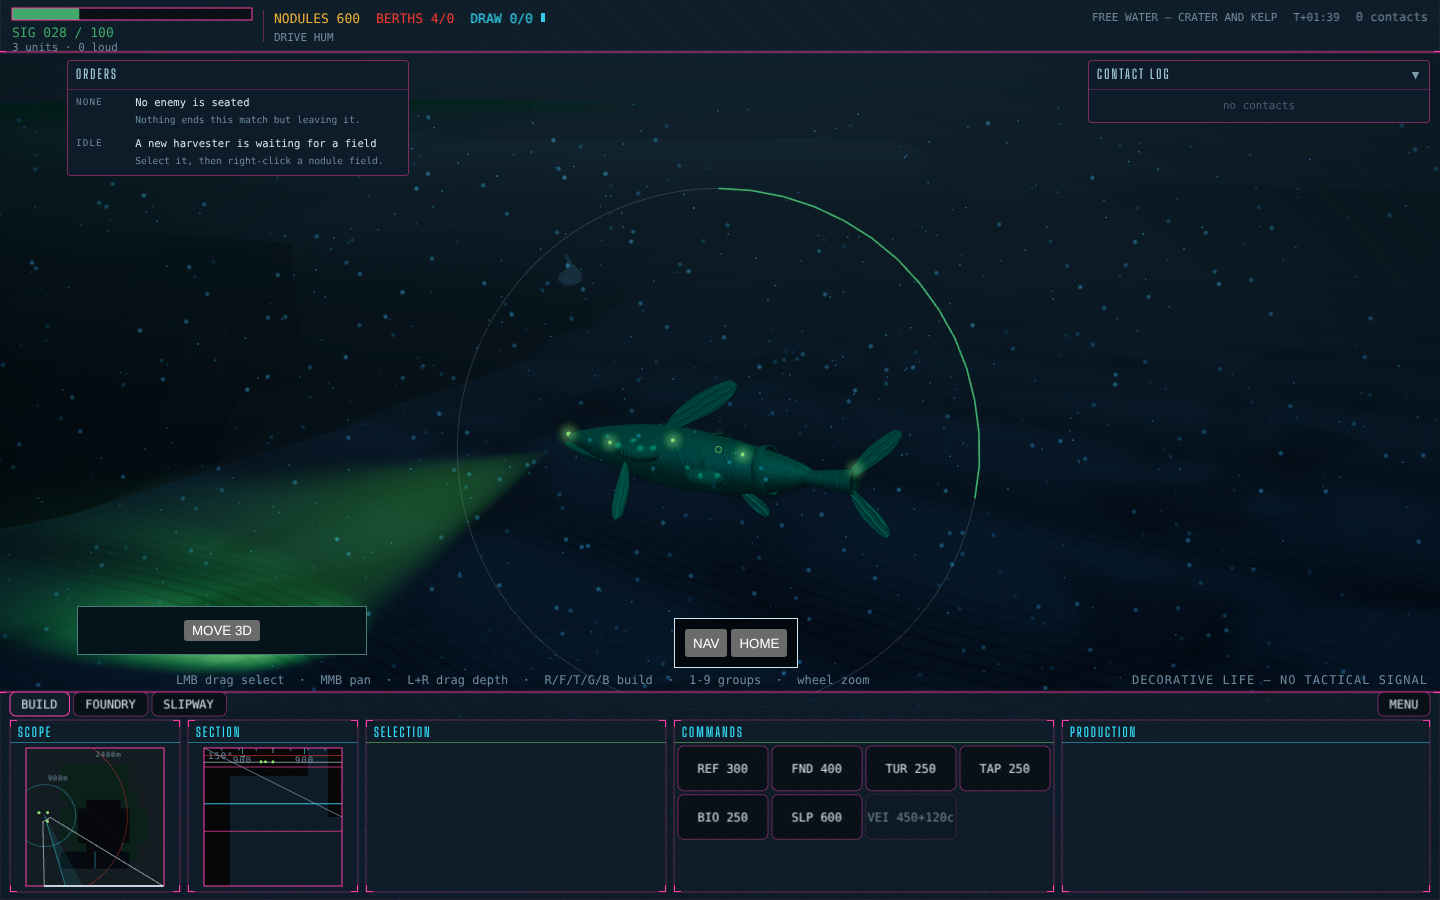 SIG 028 / 100
3 units · 0 loud
NODULES 600 BERTHS 4/0 DRAW 0/0
DRIVE HUM
FREE WATER — CRATER AND KELP T+01:39 0 contacts
ORDERS
NONE No enemy is seated
Nothing ends this match but leaving it.
IDLE A new harvester is waiting for a field
Select it, then right-click a nodule field.
CONTACT LOG ▼
no contacts
MOVE 3D
NAV HOME
LMB drag select · MMB pan · L+R drag depth · R/F/T/G/B build · 1-9 groups · wheel zoom
DECORATIVE LIFE — NO TACTICAL SIGNAL
BUILD FOUNDRY SLIPWAY MENU
SCOPE
2400m
900m
SECTION
150° 900 900
SELECTION
COMMANDS
REF 300 FND 400 TUR 250 TAP 250
BIO 250 SLP 600 VEI 450+120c
PRODUCTION